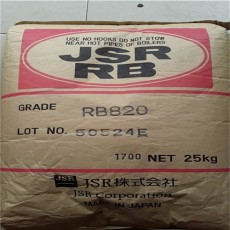 USE NO HOOKS DO NOT STOW
NEAR HOT PIPES OF BOILERS
JSR
RB
GRADE RB820
LOT NO. 50524E
1700 NET 25kg
JSR JSR株式会社
JSR Corporation
MADE IN JAPAN